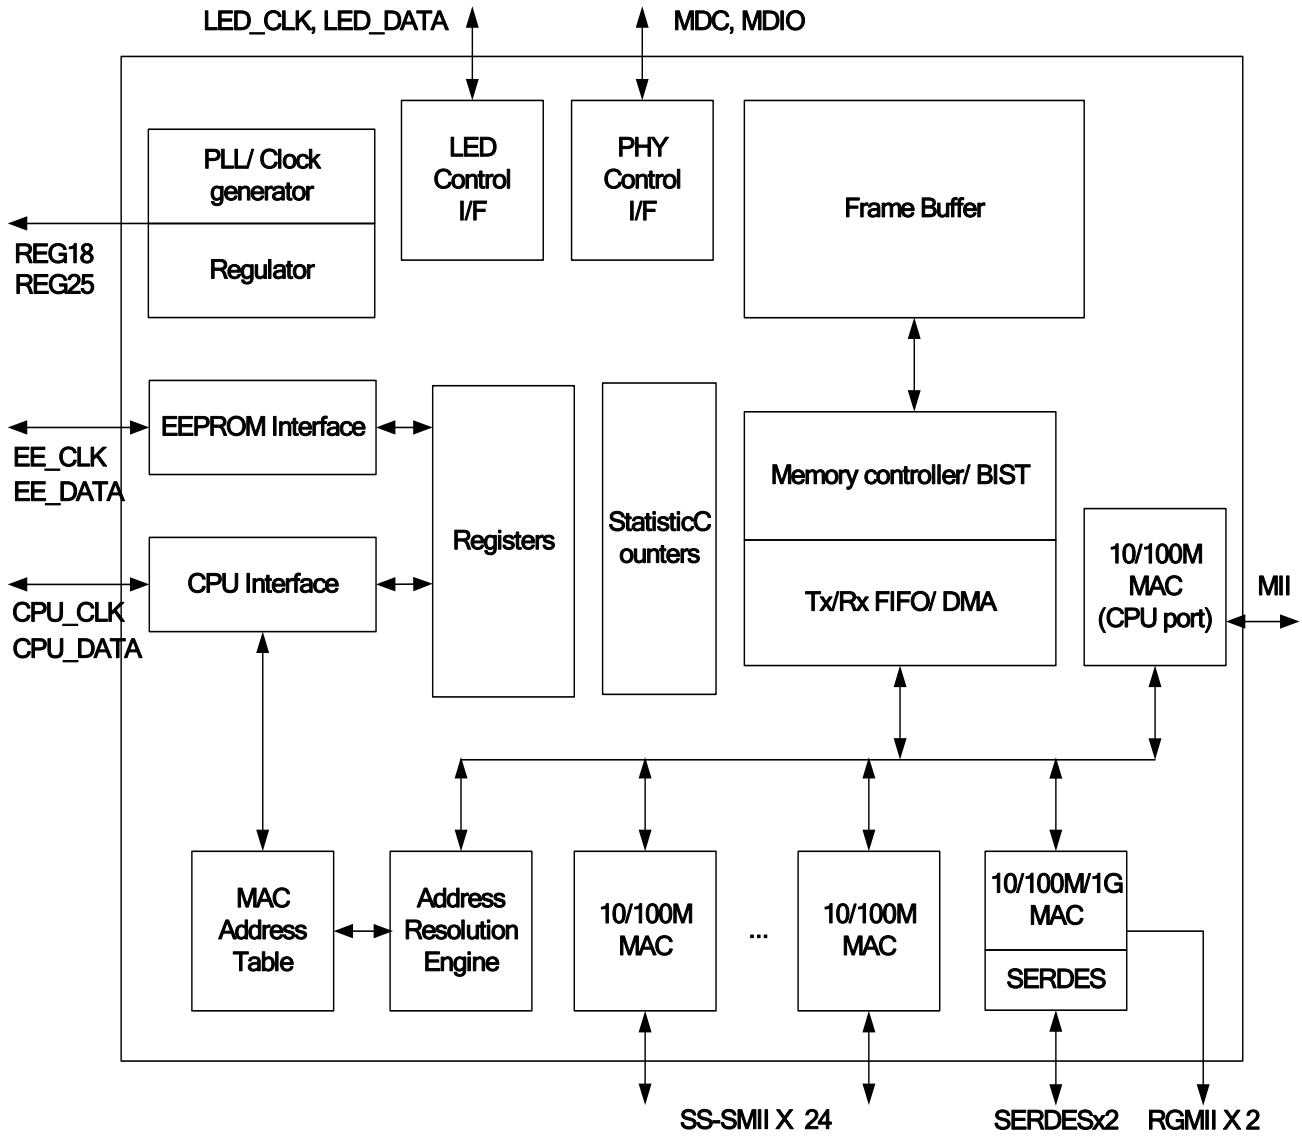 LED_CLK, LED_DATA
MDC, MDIO
PLL/ Clock
generator
LED
Control
I/F
PHY
Control
I/F
Frame Buffer
REG18
REG25
Regulator
EEPROM Interface
EE_CLK
EE_DATA
Registers
StatisticC
ounters
Memory controller/ BIST
Tx/Rx FIFO/ DMA
10/100M
MAC
(CPU port)
MII
CPU Interface
CPU_CLK
CPU_DATA
MAC
Address
Table
Address
Resolution
Engine
10/100M
MAC
...
10/100M
MAC
10/100M/1G
MAC
SERDES
SS-SMII X 24
SERDESx2
RGMII X 2